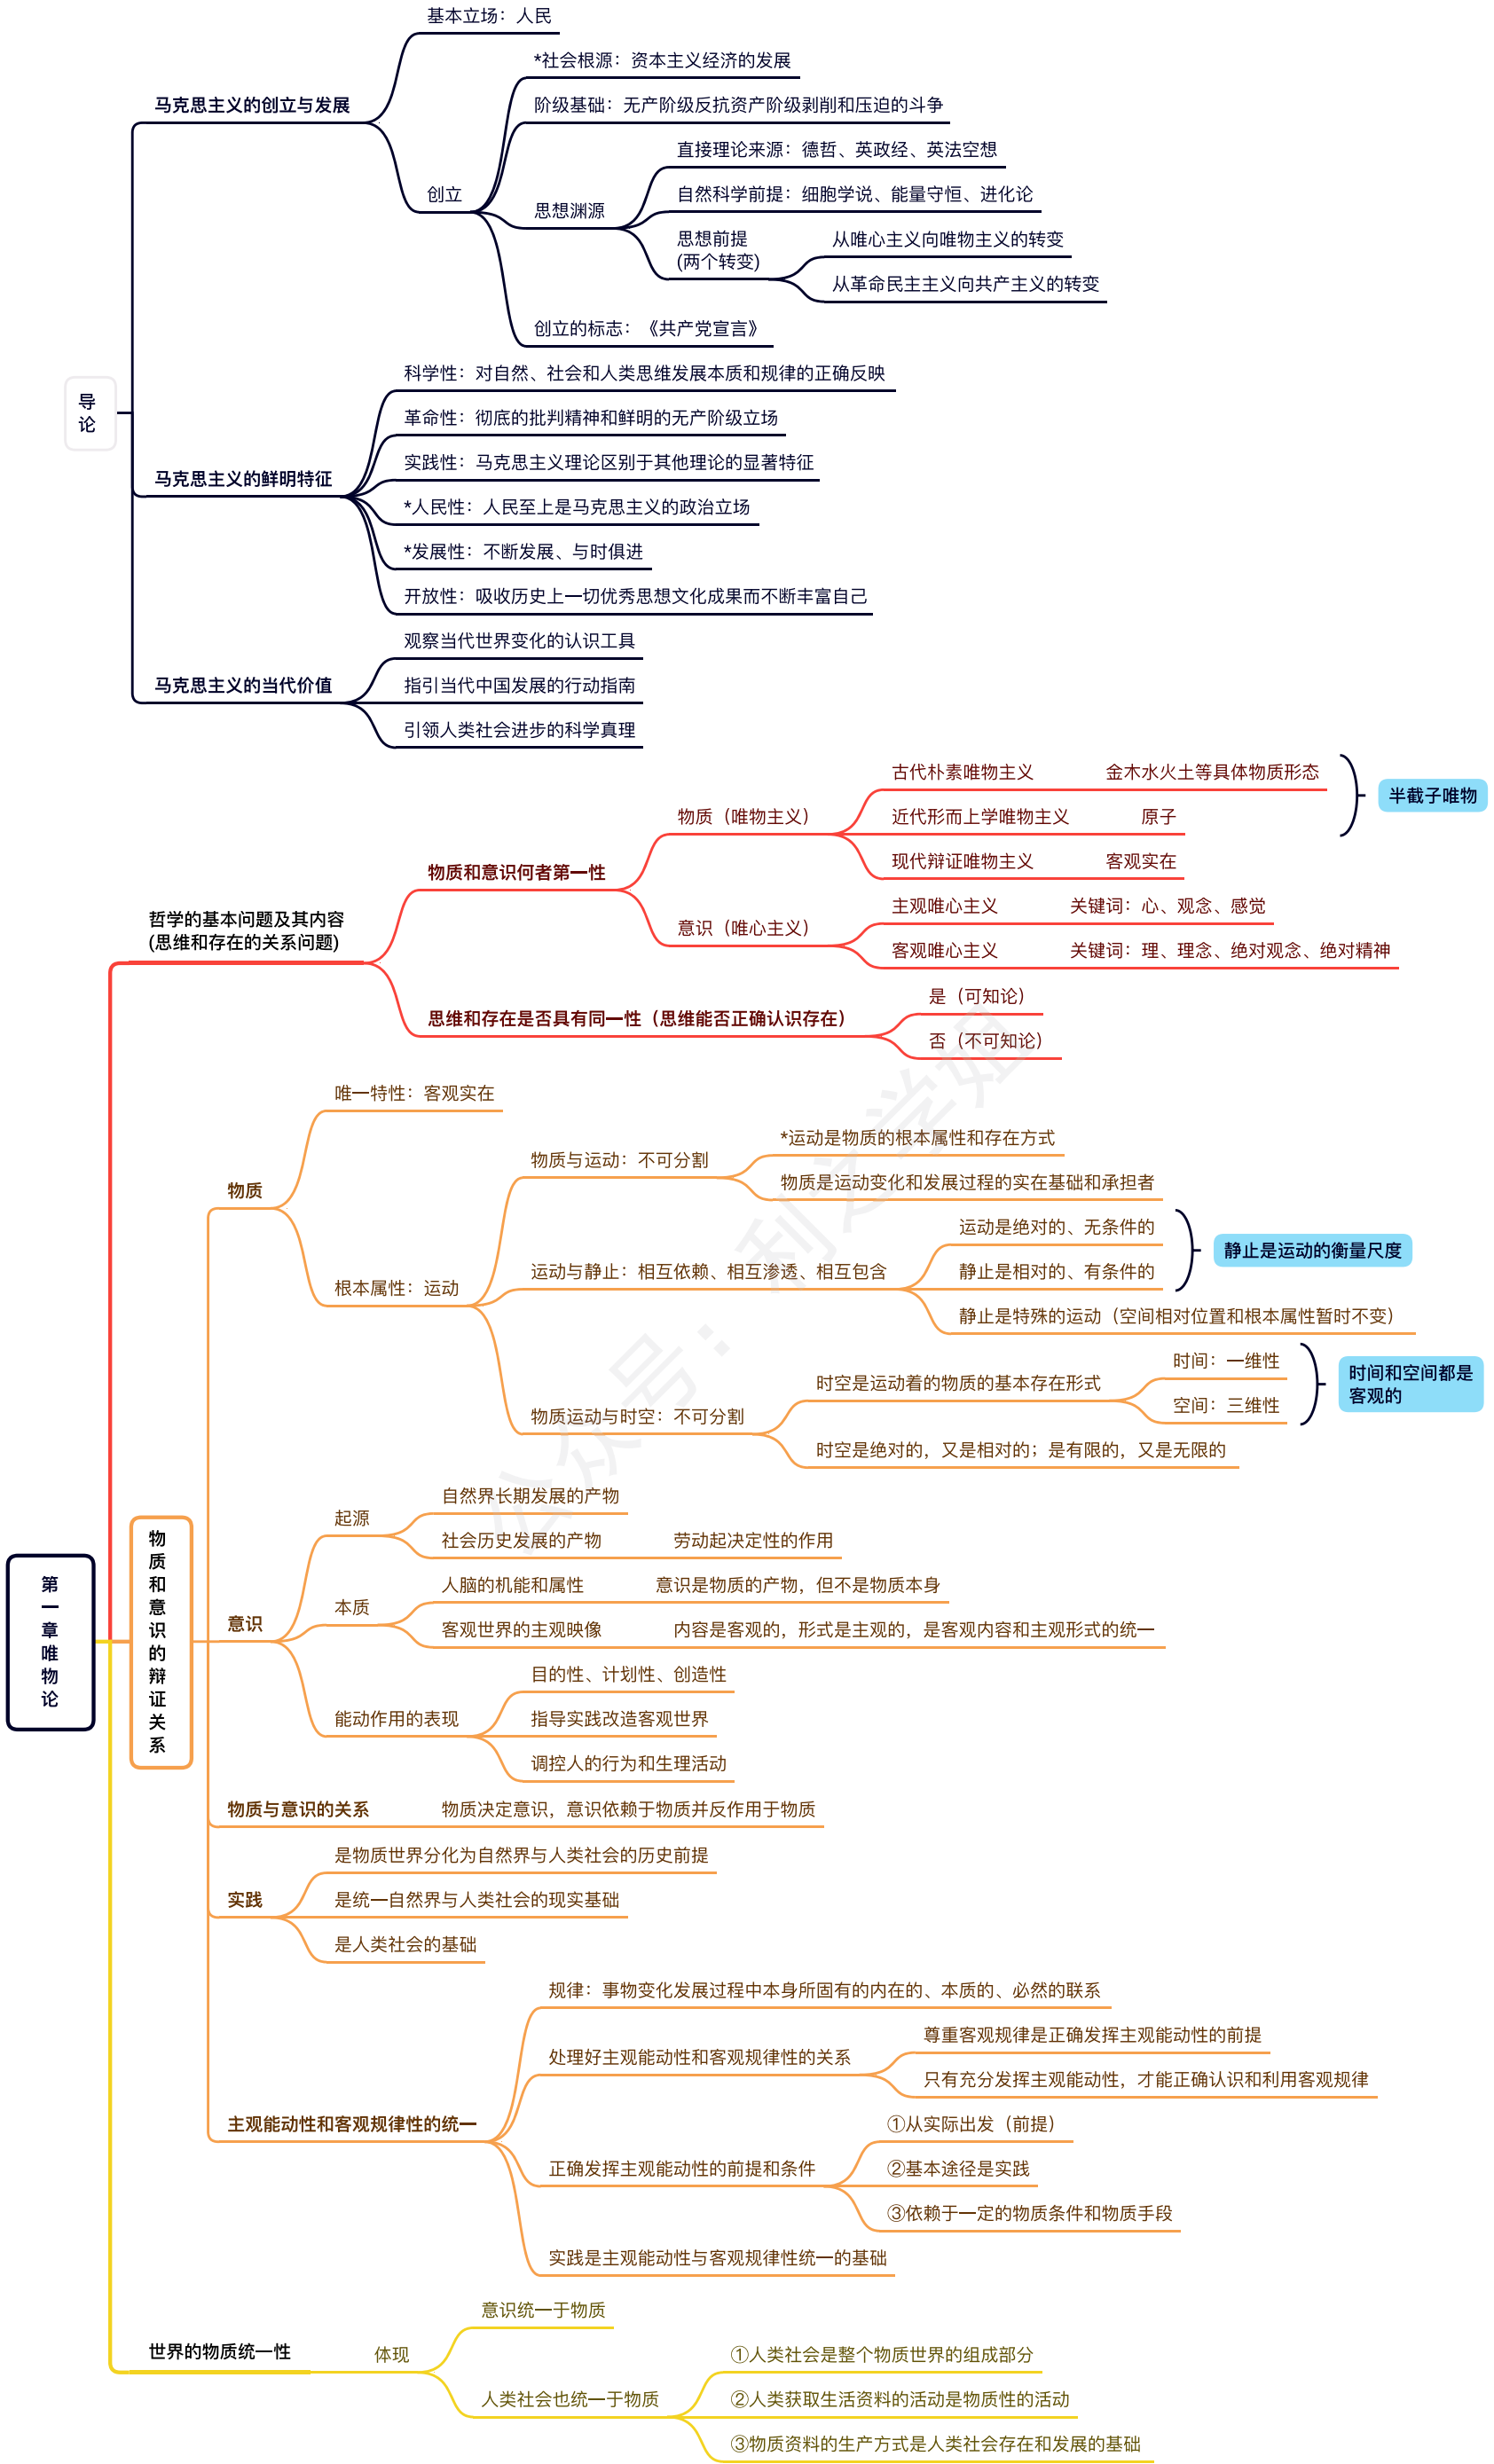 导
论
马克思主义的创立与发展
基本立场：人民
创立
*社会根源：资本主义经济的发展
阶级基础：无产阶级反抗资产阶级剥削和压迫的斗争
思想渊源
直接理论来源：德哲、英政经、英法空想
自然科学前提：细胞学说、能量守恒、进化论
思想前提
(两个转变)
从唯心主义向唯物主义的转变
从革命民主主义向共产主义的转变
创立的标志：《共产党宣言》
马克思主义的鲜明特征
科学性：对自然、社会和人类思维发展本质和规律的正确反映
革命性：彻底的批判精神和鲜明的无产阶级立场
实践性：马克思主义理论区别于其他理论的显著特征
*人民性：人民至上是马克思主义的政治立场
*发展性：不断发展、与时俱进
开放性：吸收历史上一切优秀思想文化成果而不断丰富自己
马克思主义的当代价值
观察当代世界变化的认识工具
指引当代中国发展的行动指南
引领人类社会进步的科学真理
第
一
章
唯
物
论
哲学的基本问题及其内容
(思维和存在的关系问题)
物质和意识何者第一性
物质（唯物主义）
古代朴素唯物主义 金木水火土等具体物质形态
近代形而上学唯物主义 原子
半截子唯物
现代辩证唯物主义 客观实在
意识（唯心主义）
主观唯心主义 关键词：心、观念、感觉
客观唯心主义 关键词：理、理念、绝对观念、绝对精神
思维和存在是否具有同一性（思维能否正确认识存在）
是（可知论）
否（不可知论）
物
质
和
意
识
的
辩
证
关
系
物质
唯一特性：客观实在
根本属性：运动
物质与运动：不可分割
*运动是物质的根本属性和存在方式
物质是运动变化和发展过程的实在基础和承担者
运动与静止：相互依赖、相互渗透、相互包含
运动是绝对的、无条件的
静止是相对的、有条件的
静止是运动的衡量尺度
静止是特殊的运动（空间相对位置和根本属性暂时不变）
物质运动与时空：不可分割
时空是运动着的物质的基本存在形式
时间：一维性
空间：三维性
时间和空间都是
客观的
时空是绝对的，又是相对的；是有限的，又是无限的
意识
起源
自然界长期发展的产物
社会历史发展的产物 劳动起决定性的作用
本质
人脑的机能和属性 意识是物质的产物，但不是物质本身
客观世界的主观映像 内容是客观的，形式是主观的，是客观内容和主观形式的统一
能动作用的表现
目的性、计划性、创造性
指导实践改造客观世界
调控人的行为和生理活动
物质与意识的关系 物质决定意识，意识依赖于物质并反作用于物质
实践
是物质世界分化为自然界与人类社会的历史前提
是统一自然界与人类社会的现实基础
是人类社会的基础
主观能动性和客观规律性的统一
规律：事物变化发展过程中本身所固有的内在的、本质的、必然的联系
处理好主观能动性和客观规律性的关系
尊重客观规律是正确发挥主观能动性的前提
只有充分发挥主观能动性，才能正确认识和利用客观规律
正确发挥主观能动性的前提和条件
①从实际出发（前提）
②基本途径是实践
③依赖于一定的物质条件和物质手段
实践是主观能动性与客观规律性统一的基础
世界的物质统一性
体现
意识统一于物质
人类社会也统一于物质
①人类社会是整个物质世界的组成部分
②人类获取生活资料的活动是物质性的活动
③物质资料的生产方式是人类社会存在和发展的基础
公众号：利之学姐